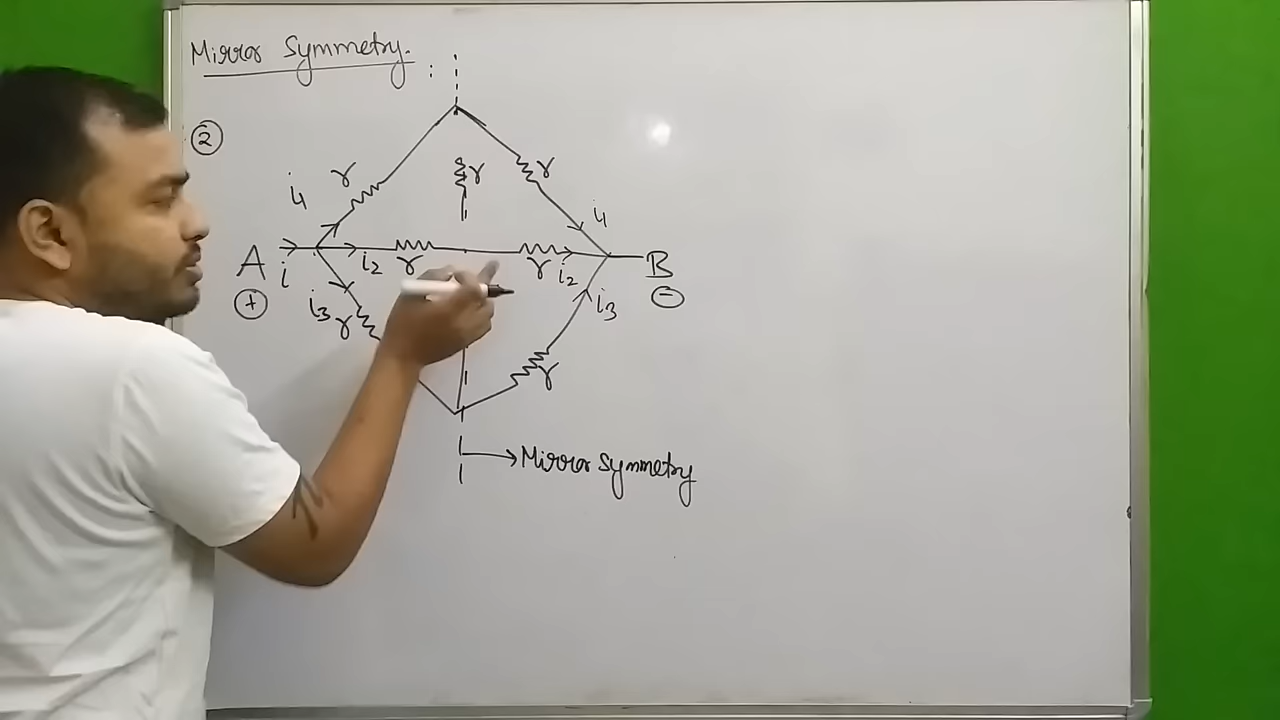 Mirror Symmetry.
②
r
r
r
i₁
i₁
A
i
i₂
r
r
i₂
B
+
i₃
r
i₃
−
r
Mirror Symmetry